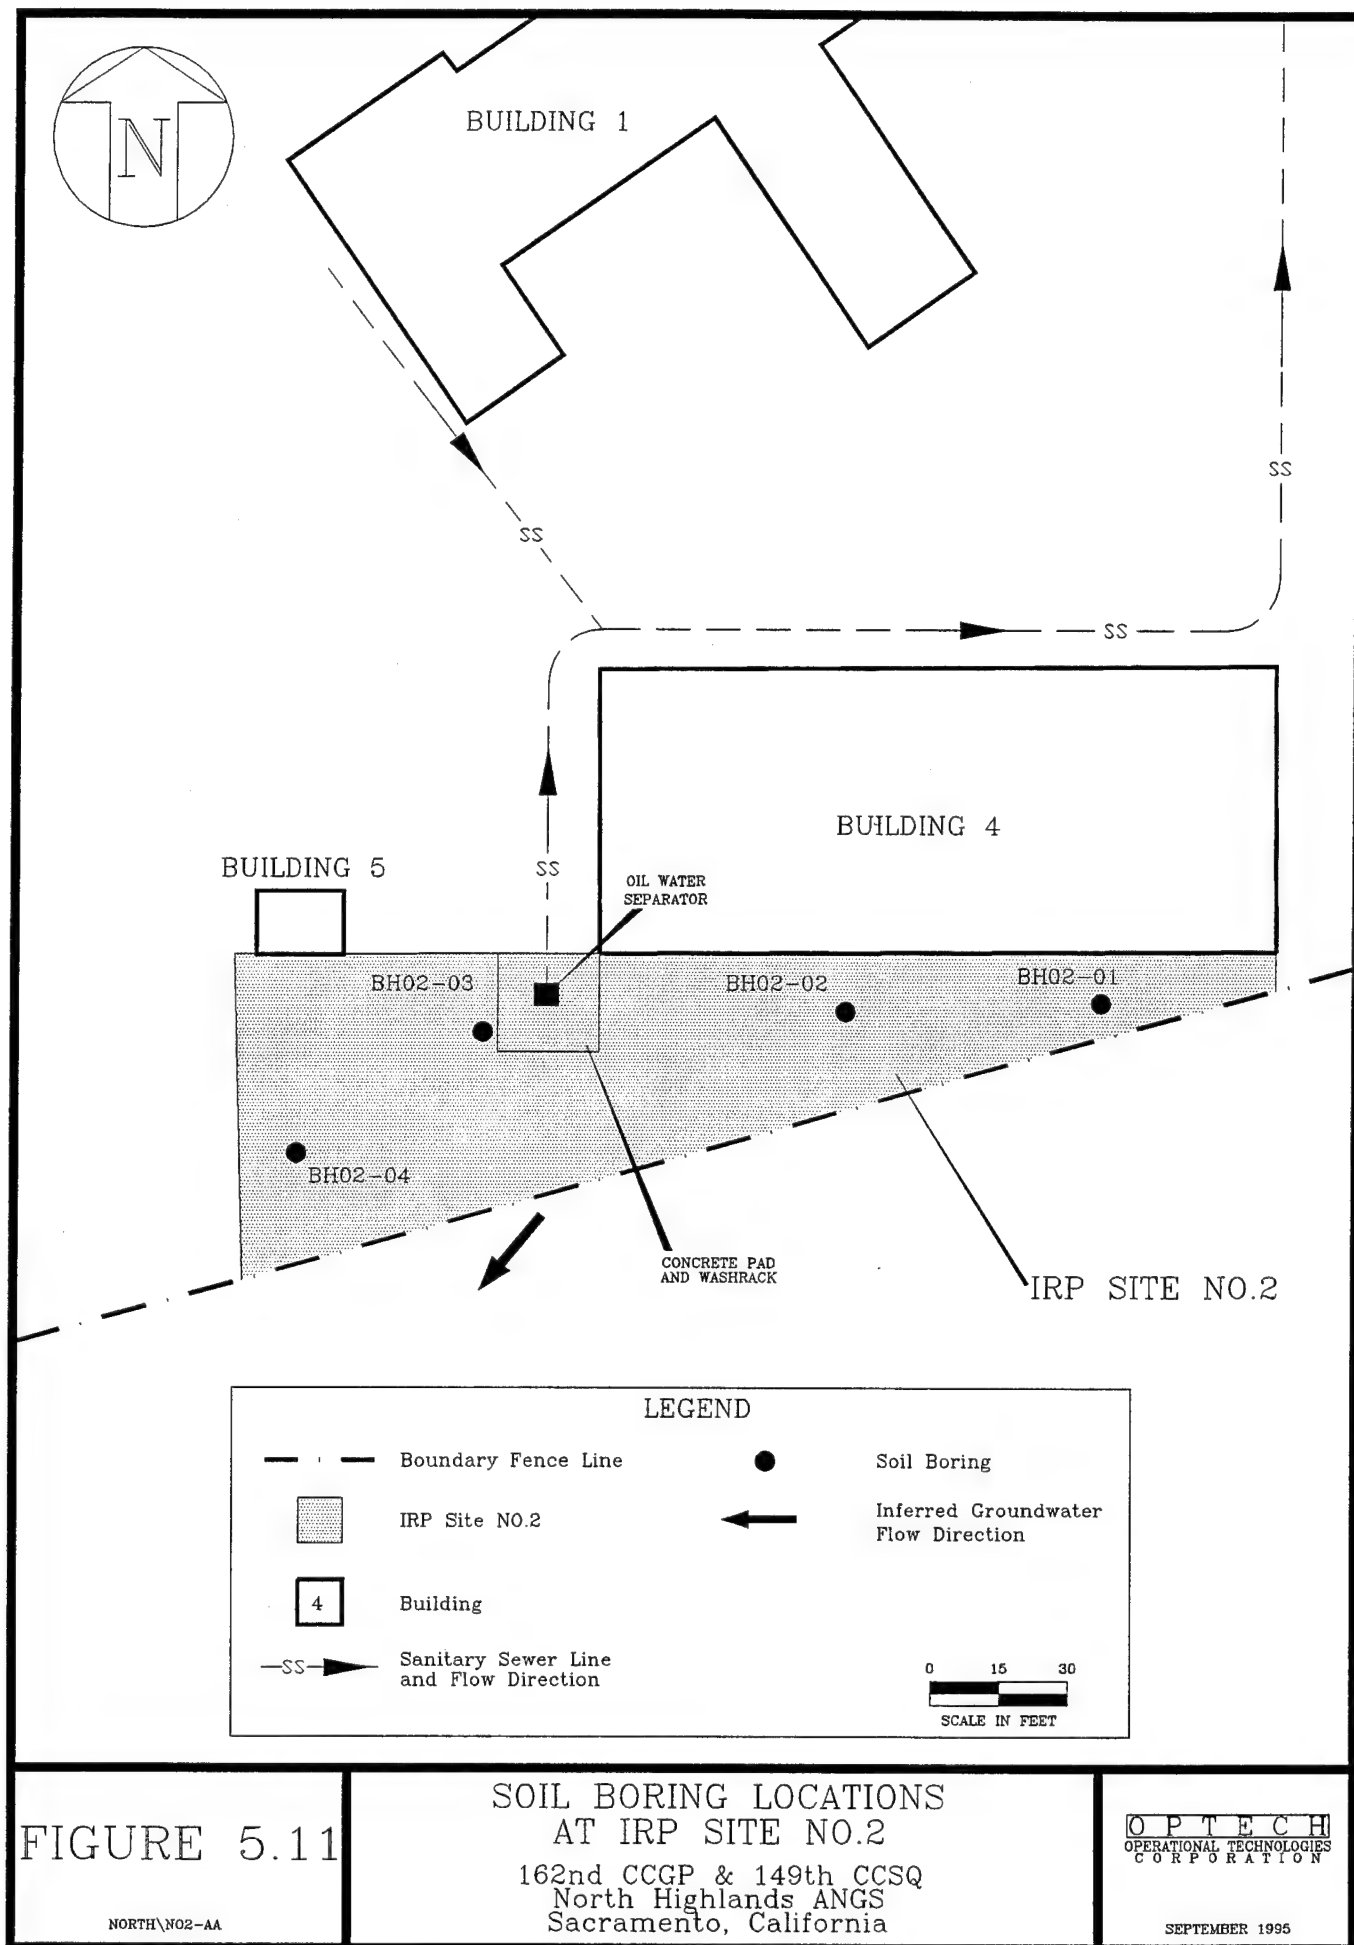 N
BUILDING 1
SS
SS
SS
BUILDING 4
BUILDING 5
SS
OIL WATER
SEPARATOR
BH02-03
BH02-02
BH02-01
BH02-04
CONCRETE PAD
AND WASHRACK
IRP SITE NO.2
LEGEND
Boundary Fence Line
Soil Boring
IRP Site NO.2
Inferred Groundwater
Flow Direction
4
Building
SS
Sanitary Sewer Line
and Flow Direction
0 15 30
SCALE IN FEET
FIGURE 5.11
NORTH\NO2-AA
SOIL BORING LOCATIONS
AT IRP SITE NO.2
162nd CCGP & 149th CCSQ
North Highlands ANGS
Sacramento, California
OPTECH
OPERATIONAL TECHNOLOGIES
CORPORATION
SEPTEMBER 1995